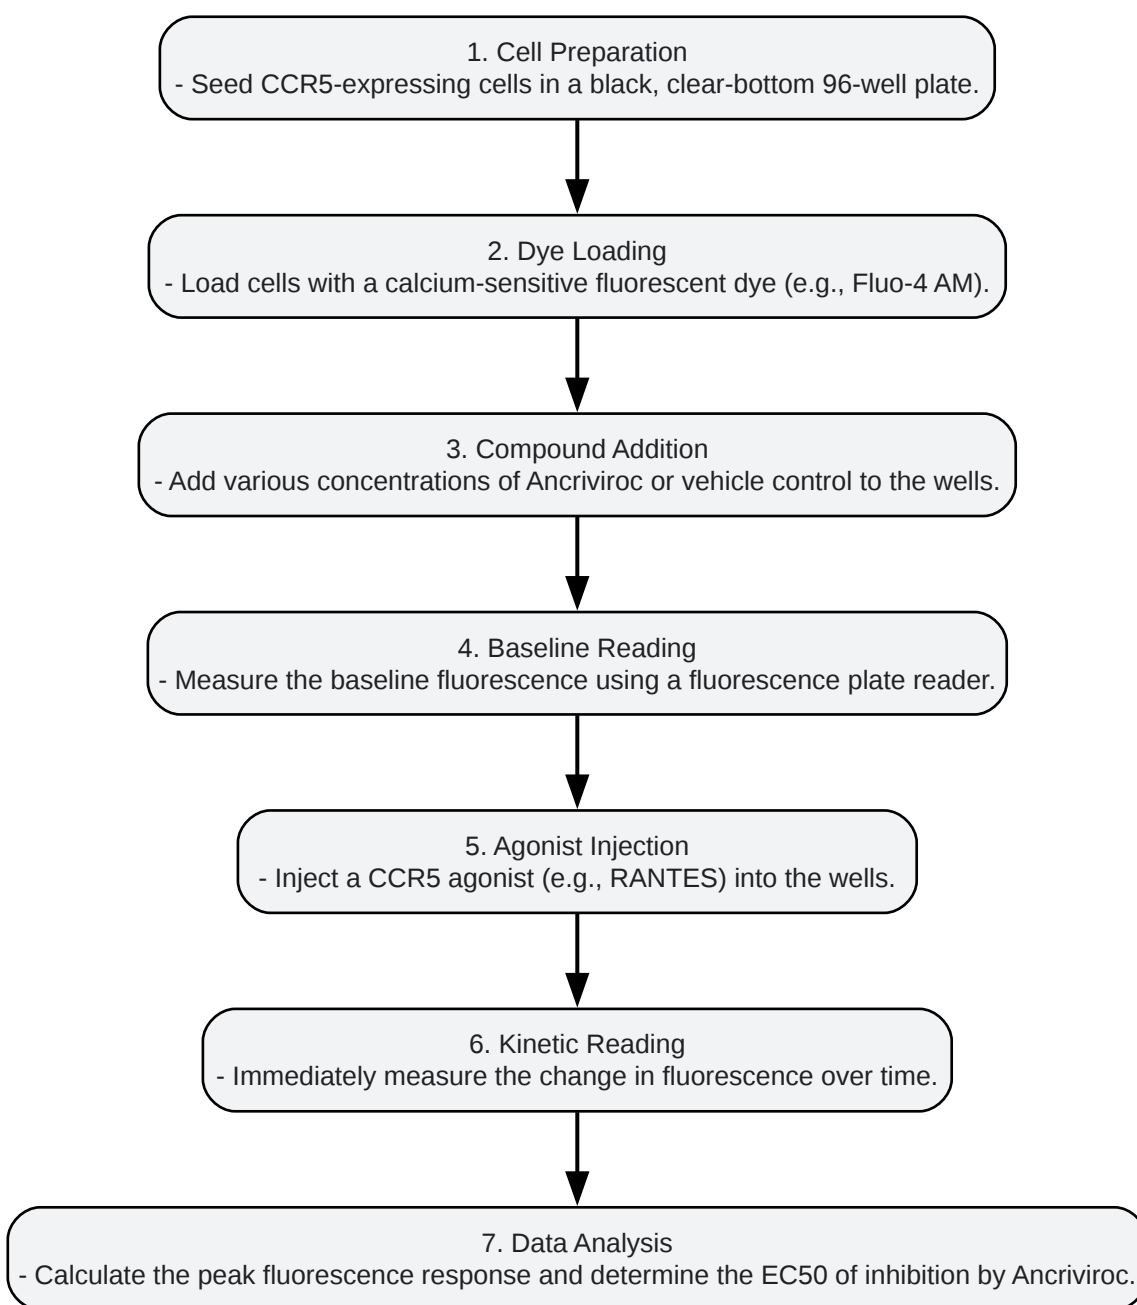 1. Cell Preparation
- Seed CCR5-expressing cells in a black, clear-bottom 96-well plate.
2. Dye Loading
- Load cells with a calcium-sensitive fluorescent dye (e.g., Fluo-4 AM).
3. Compound Addition
- Add various concentrations of Ancriviroc or vehicle control to the wells.
4. Baseline Reading
- Measure the baseline fluorescence using a fluorescence plate reader.
5. Agonist Injection
- Inject a CCR5 agonist (e.g., RANTES) into the wells.
6. Kinetic Reading
- Immediately measure the change in fluorescence over time.
7. Data Analysis
- Calculate the peak fluorescence response and determine the EC50 of inhibition by Ancriviroc.